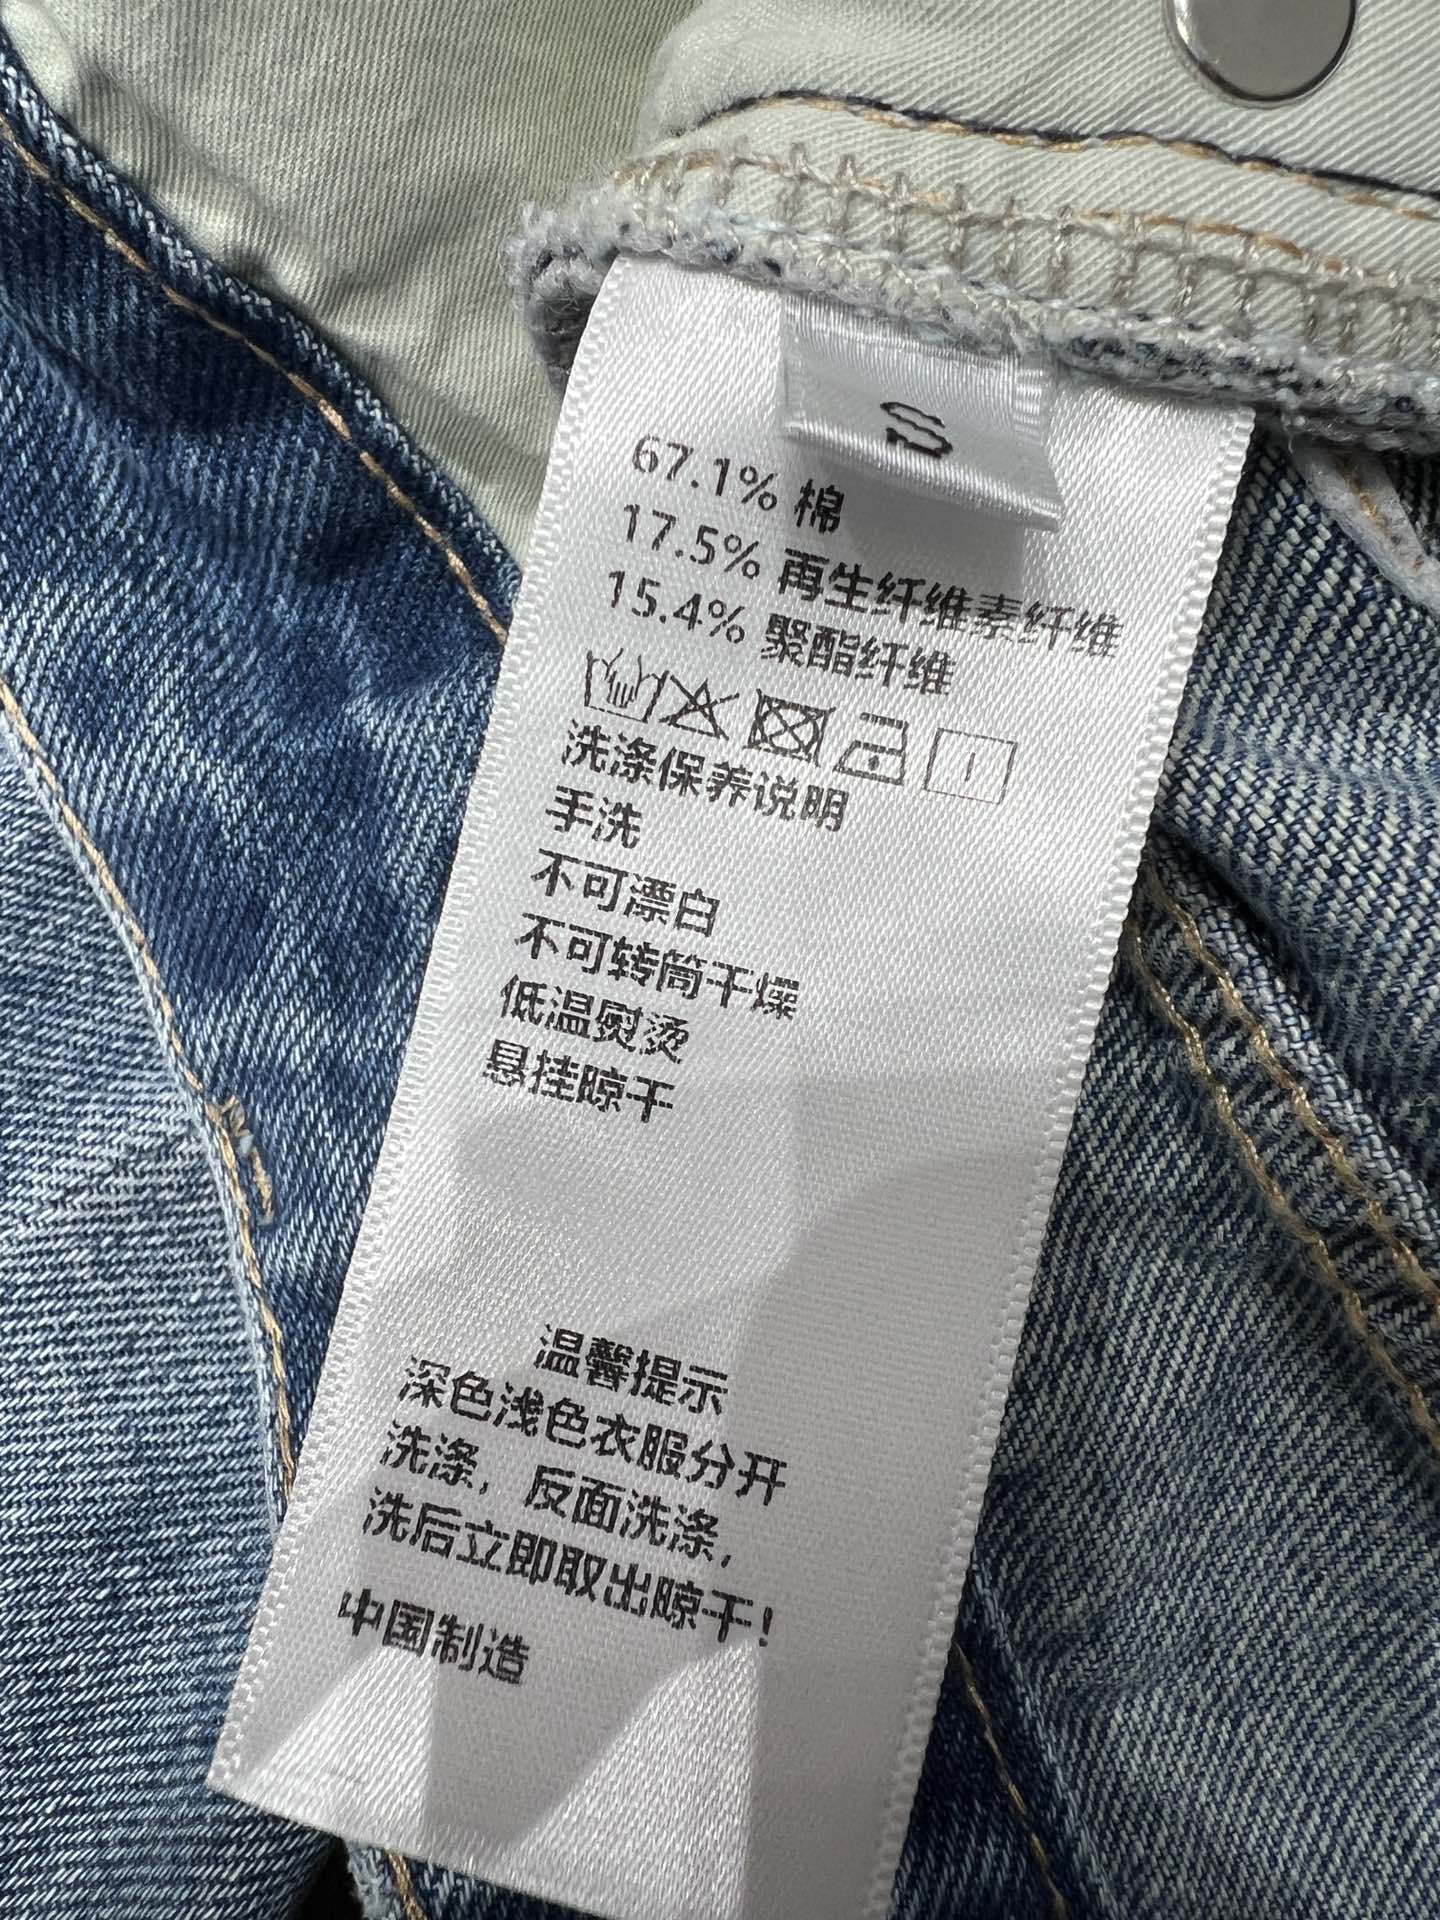 S
67.1% 棉
17.5% 再生纤维素纤维
15.4% 聚酯纤维
洗涤保养说明
手洗
不可漂白
不可转筒干燥
低温熨烫
悬挂晾干
温馨提示
深色浅色衣服分开
洗涤，反面洗涤，
洗后立即取出晾干！
中国制造